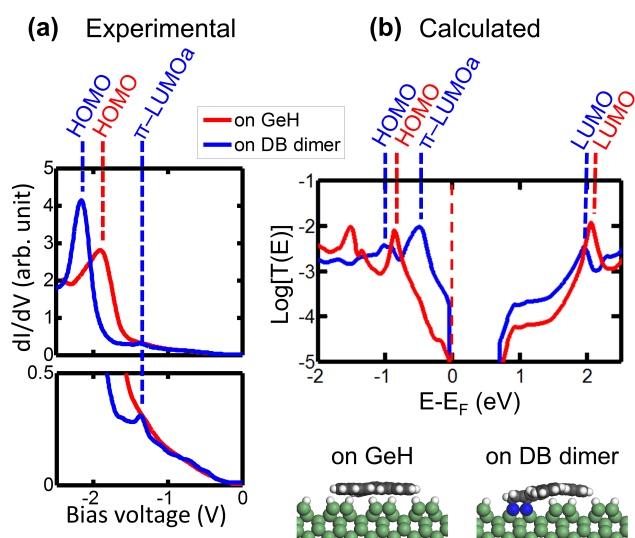 (a) Experimental
HOMO
HOMO
π–LUMOa
on GeH
on DB dimer
5
4
3
2
1
0
dI/dV (arb. unit)
0.5
0
-2
-1
0
Bias voltage (V)
(b) Calculated
HOMO
HOMO
π–LUMOa
LUMO
LUMO
-1
-2
-3
-4
-5
Log[T(E)]
-2
-1
0
1
2
E-EF (eV)
on GeH
on DB dimer